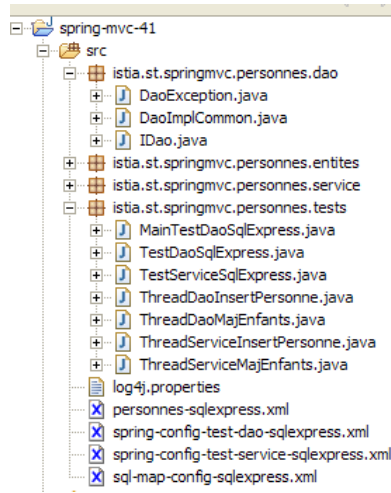 spring-mvc-41
src
istia.st.springmvc.personnes.dao
DaoException.java
DaoImplCommon.java
IDao.java
istia.st.springmvc.personnes.entites
istia.st.springmvc.personnes.service
istia.st.springmvc.personnes.tests
MainTestDaoSqlExpress.java
TestDaoSqlExpress.java
TestServiceSqlExpress.java
ThreadDaoInsertPersonne.java
ThreadDaoMajEnfants.java
ThreadServiceInsertPersonne.java
ThreadServiceMajEnfants.java
log4j.properties
personnes-sqlexpress.xml
spring-config-test-dao-sqlexpress.xml
spring-config-test-service-sqlexpress.xml
sql-map-config-sqlexpress.xml